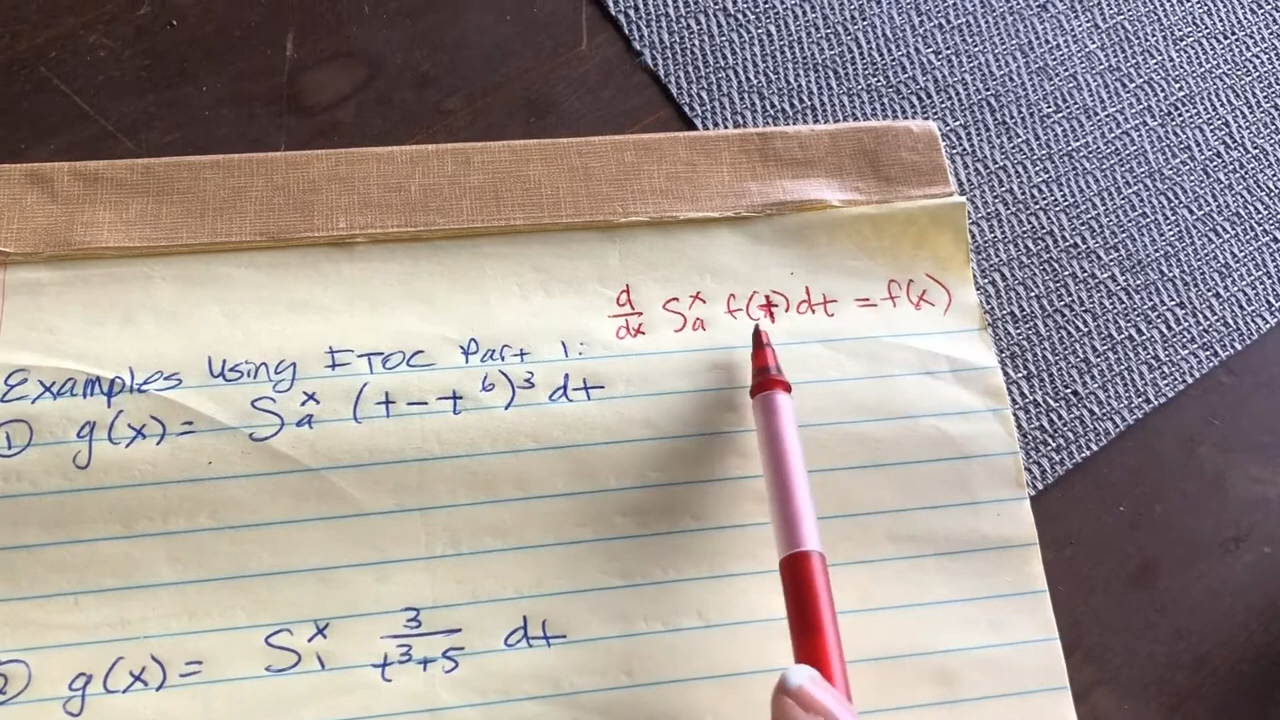 d/dx ∫ₐˣ f(t)dt = f(x)
Examples Using FTOC Part 1:
① g(x) = ∫ₐˣ (t-t⁶)³ dt
② g(x) = ∫₁ˣ 3/(t³+5) dt